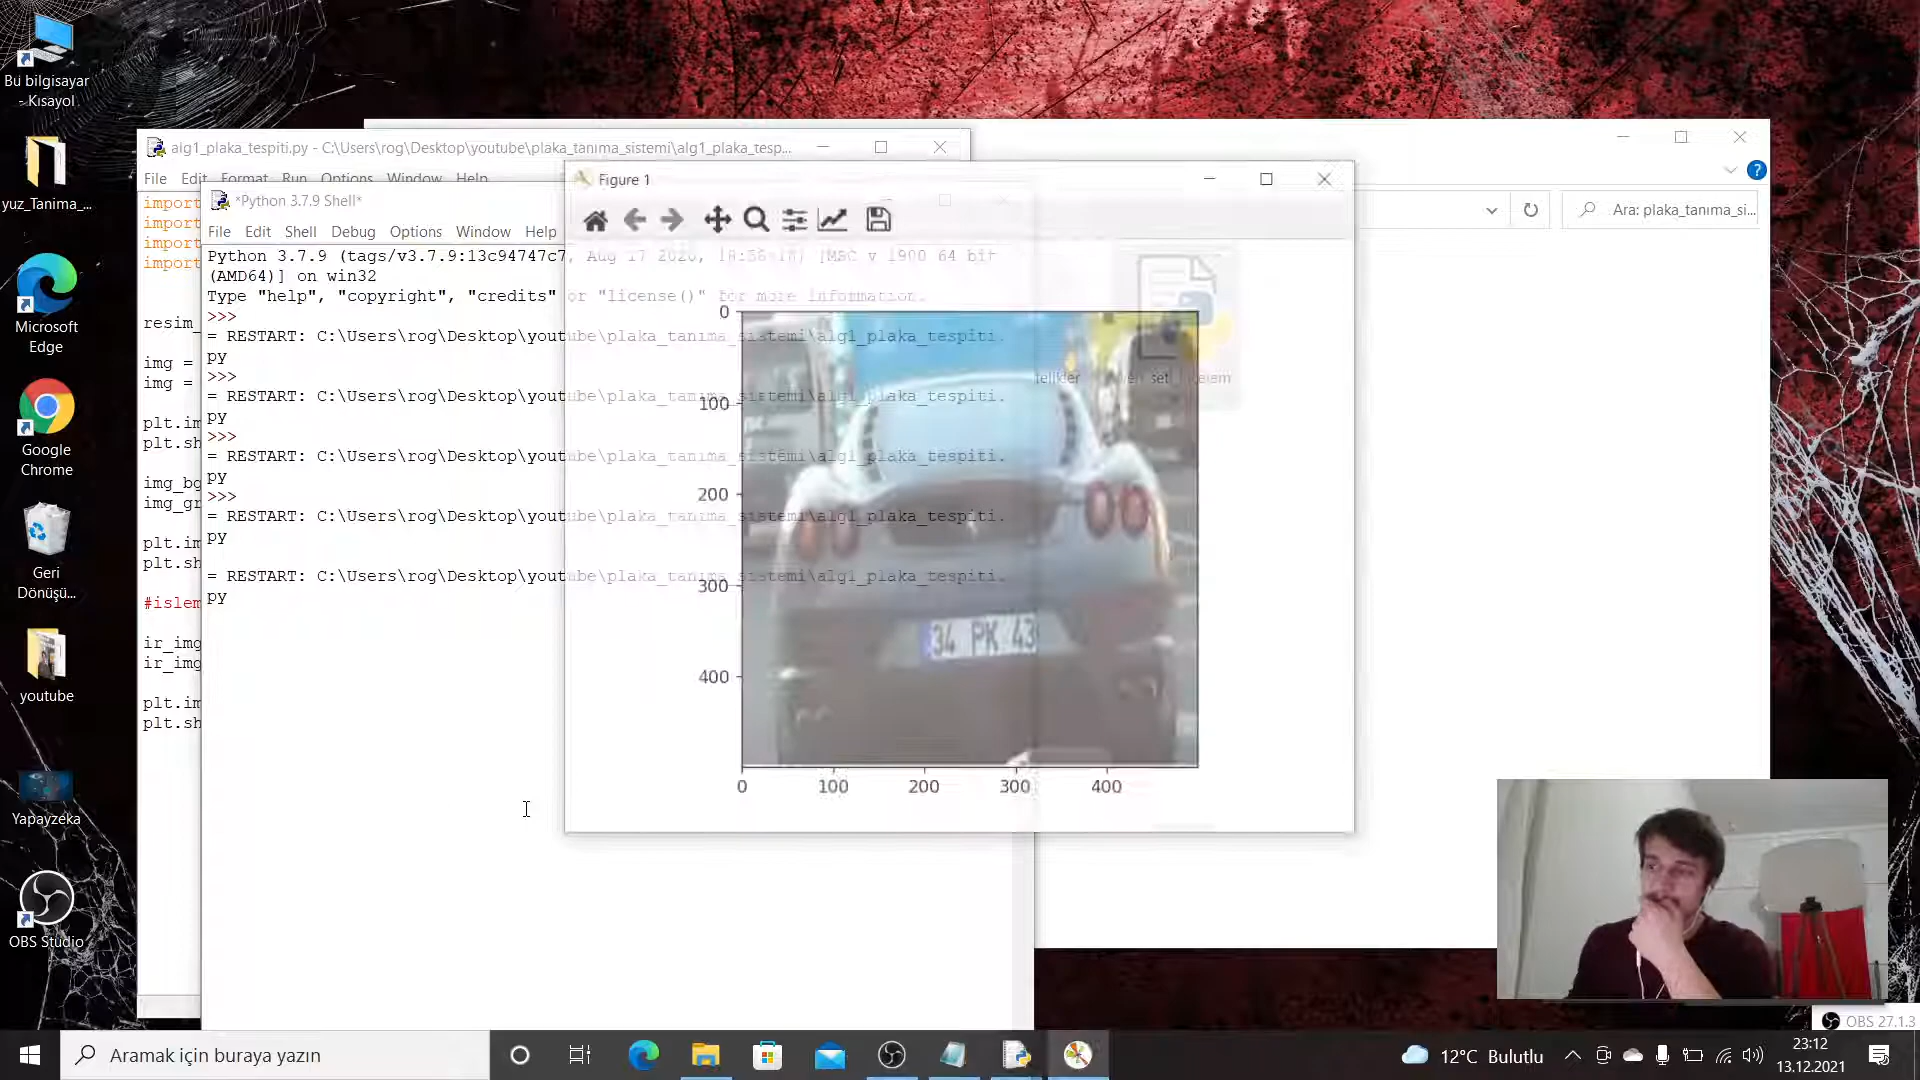 Bu bilgisayar
- Kısayol
yuz_Tanima_...
Microsoft
Edge
Google
Chrome
Geri
Dönüşü...
youtube
Yapayzeka
OBS Studio
alg1_plaka_tespiti.py - C:\Users\rog\Desktop\youtube\plaka_tanıma_sistemi\alg1_plaka_tesp...
File Edit Format Run Options Window Help
import
import
import
import
resim_
img =
img =
plt.im
plt.sh
img_bg
img_gr
plt.im
plt.sh
#islem
ir_img
ir_img
plt.im
plt.sh
*Python 3.7.9 Shell*
File Edit Shell Debug Options Window Help
Python 3.7.9 (tags/v3.7.9:13c94747c7, Aug 17 2020, 18:58:18) [MSC v.1900 64 bit
(AMD64)] on win32
Type "help", "copyright", "credits" or "license()" for more information.
>>>
= RESTART: C:\Users\rog\Desktop\youtube\plaka_tanıma_sistemi\alg1_plaka_tespiti.
py
>>>
= RESTART: C:\Users\rog\Desktop\youtube\plaka_tanıma_sistemi\alg1_plaka_tespiti.
py
>>>
= RESTART: C:\Users\rog\Desktop\youtube\plaka_tanıma_sistemi\alg1_plaka_tespiti.
py
>>>
= RESTART: C:\Users\rog\Desktop\youtube\plaka_tanıma_sistemi\alg1_plaka_tespiti.
py
= RESTART: C:\Users\rog\Desktop\youtube\plaka_tanıma_sistemi\alg1_plaka_tespiti.
py
Figure 1
0
100
200
300
400
34 PK 43
0 100 200 300 400
Ara: plaka_tanıma_si...
OBS 27.1.3
Aramak için buraya yazın
12°C Bulutlu
23:12
13.12.2021